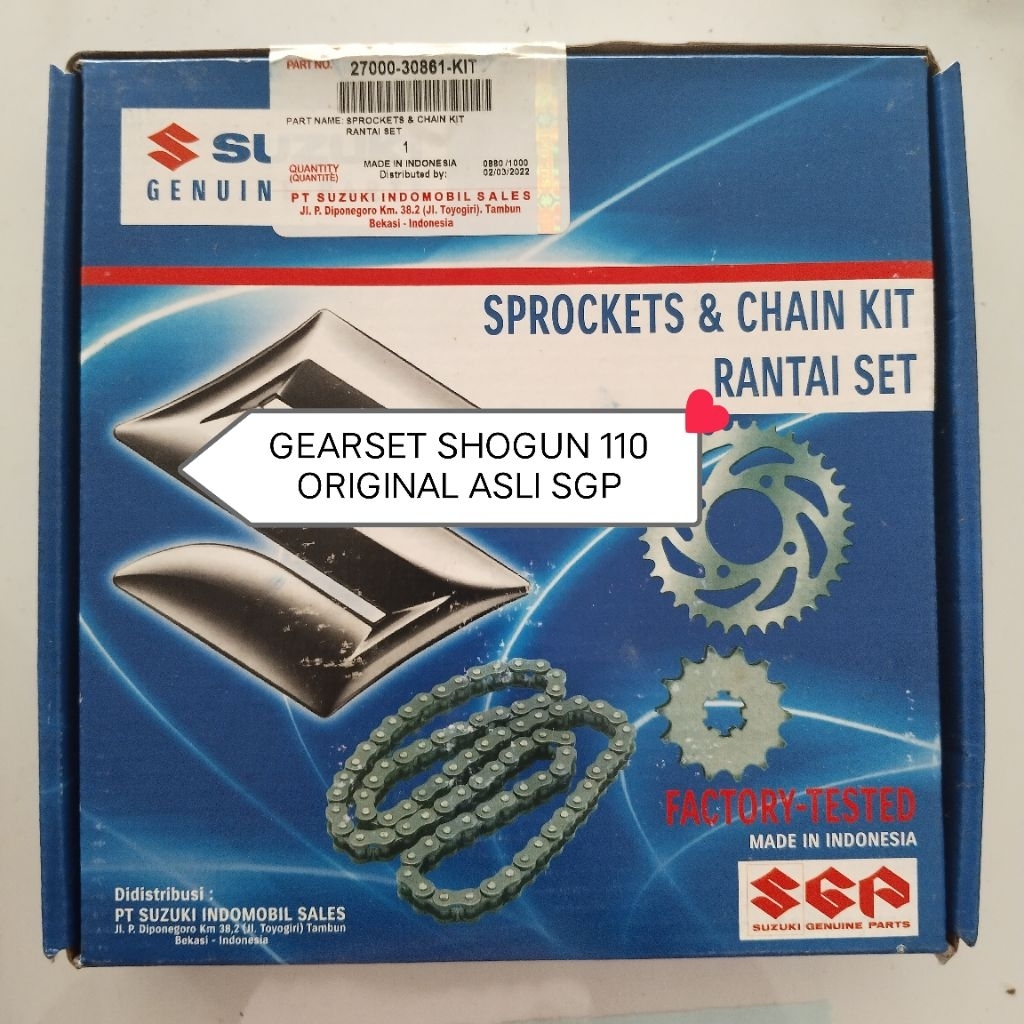 PART NO. 27000-30861-KIT
PART NAME: SPROCKETS & CHAIN KIT
RANTAI SET
1
QUANTITY
(QUANTITÉ)
MADE IN INDONESIA
Distributed by:
0880 /1000
02/03/2022
PT SUZUKI INDOMOBIL SALES
Jl. P. Diponegoro Km. 38.2 (Jl. Toyogiri). Tambun
Bekasi - Indonesia
SUZUKI
GENUIN
SPROCKETS & CHAIN KIT
RANTAI SET
GEARSET SHOGUN 110
ORIGINAL ASLI SGP
FACTORY-TESTED
MADE IN INDONESIA
SGP
SUZUKI GENUINE PARTS
Didistribusi :
PT SUZUKI INDOMOBIL SALES
Jl. P. Diponegoro Km 38,2 (Jl. Toyogiri) Tambun
Bekasi - Indonesia